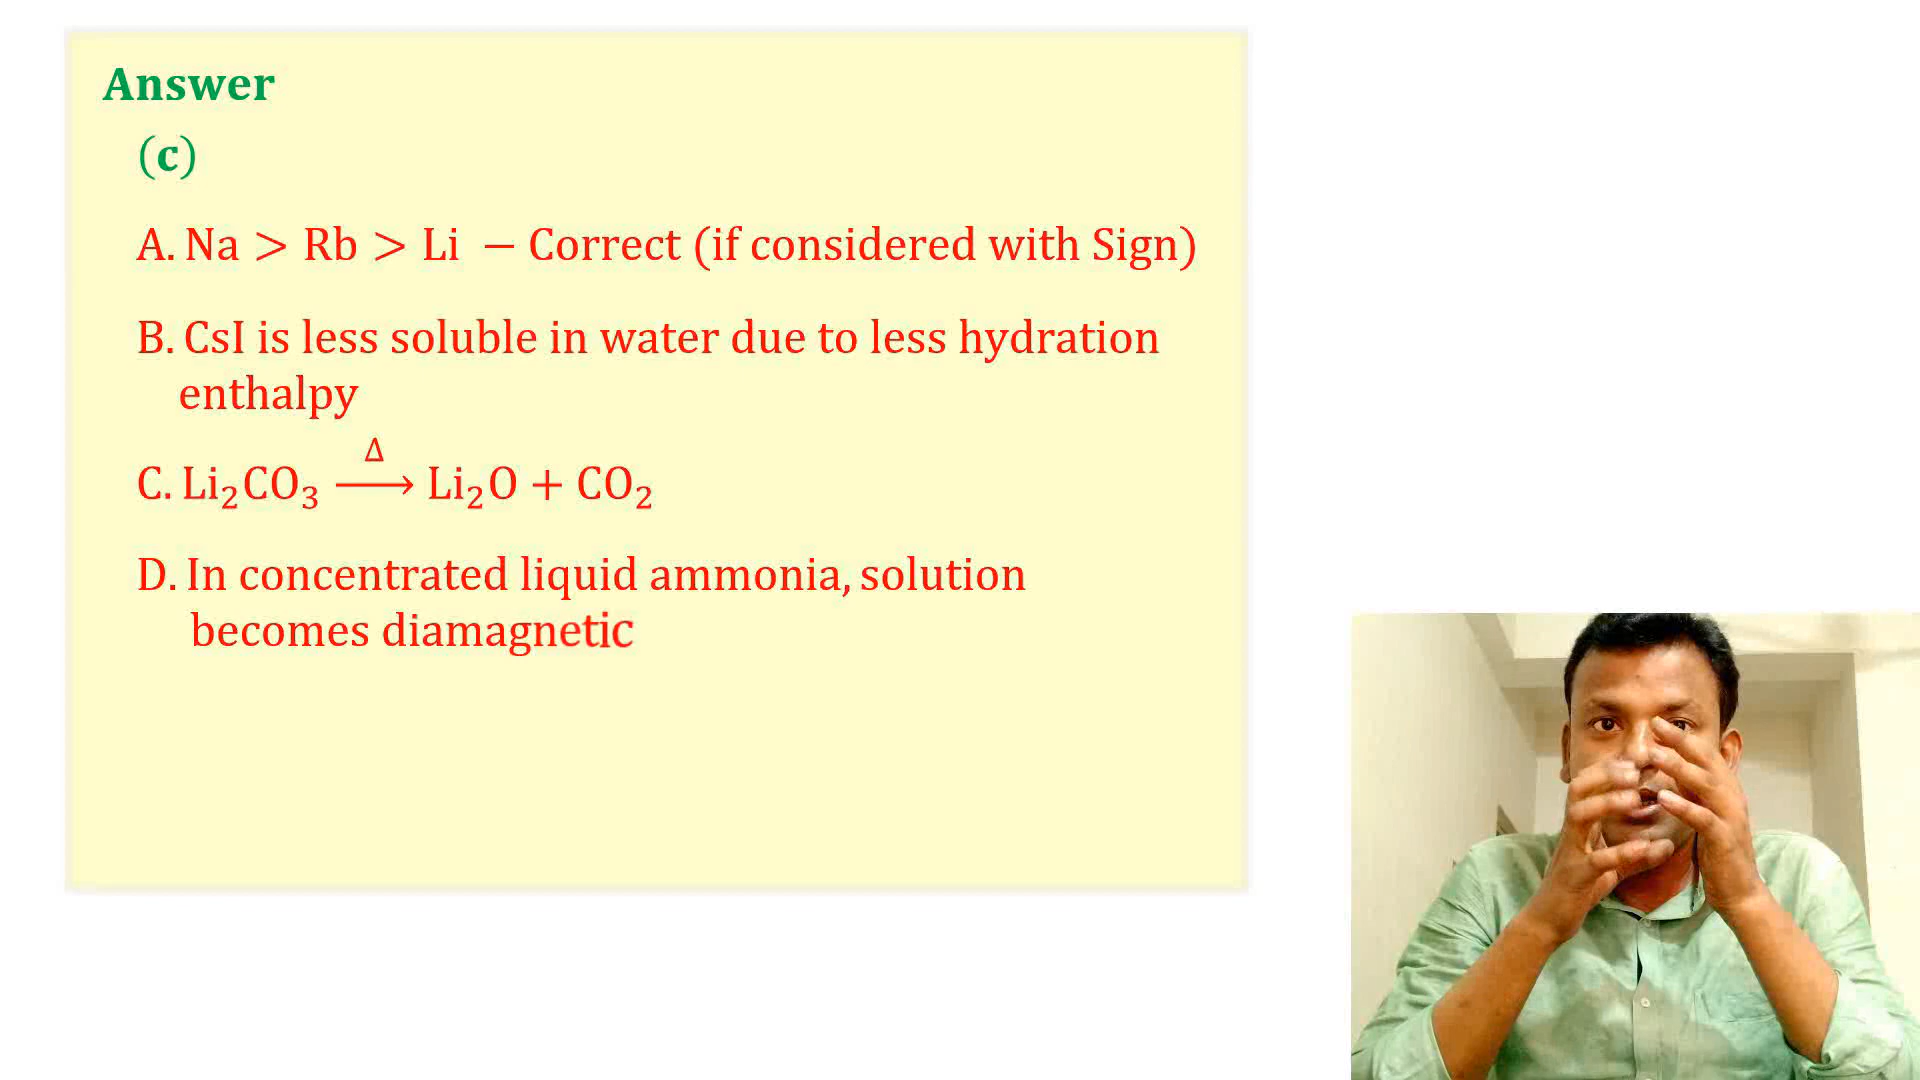 Answer
(c)
A. Na > Rb > Li − Correct (if considered with Sign)
B. CsI is less soluble in water due to less hydration
enthalpy
Δ
C. Li₂CO₃ ⟶ Li₂O + CO₂
D. In concentrated liquid ammonia, solution
becomes diamagnetic